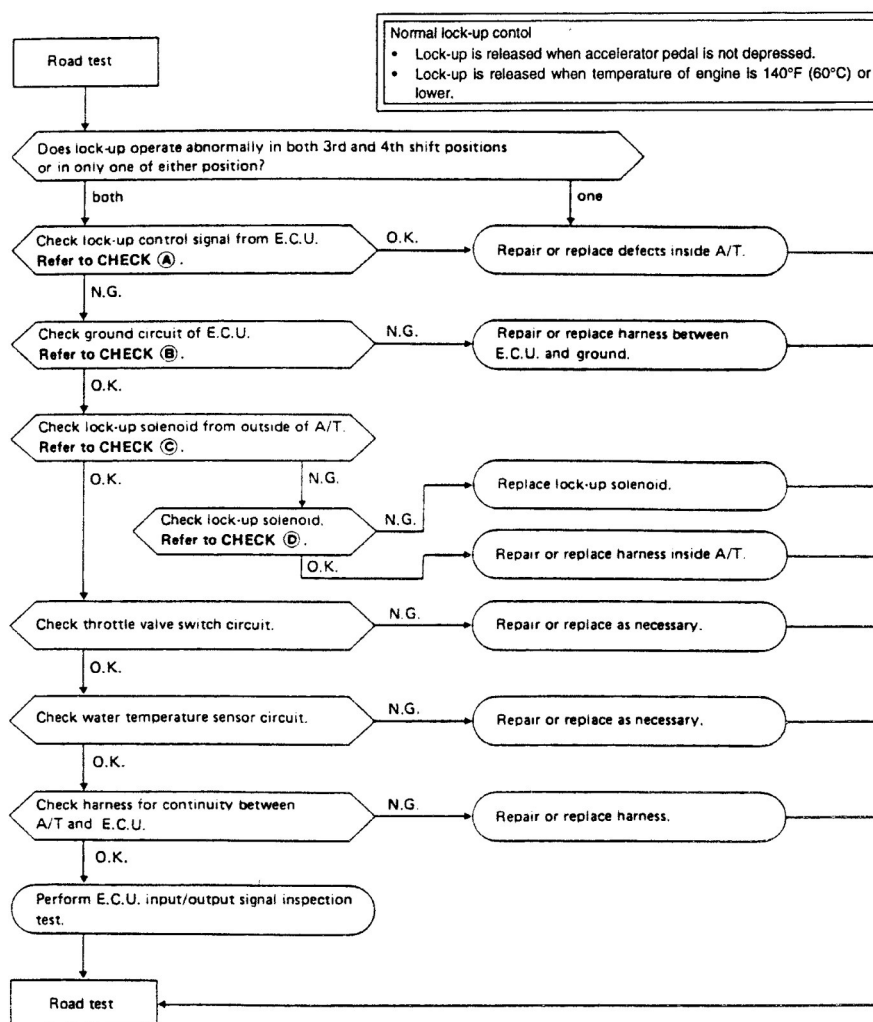 Normal lock-up contol
• Lock-up is released when accelerator pedal is not depressed.
• Lock-up is released when temperature of engine is 140°F (60°C) or
lower.
Road test
Does lock-up operate abnormally in both 3rd and 4th shift positions
or in only one of either position?
both
one
Check lock-up control signal from E.C.U.
Refer to CHECK Ⓐ.
O.K.
Repair or replace defects inside A/T.
N.G.
Check ground circuit of E.C.U.
Refer to CHECK Ⓑ.
N.G.
Repair or replace harness between
E.C.U. and ground.
O.K.
Check lock-up solenoid from outside of A/T.
Refer to CHECK Ⓒ.
O.K.
N.G.
Replace lock-up solenoid.
Check lock-up solenoid.
Refer to CHECK Ⓓ.
N.G.
O.K.
Repair or replace harness inside A/T.
Check throttle valve switch circuit.
N.G.
Repair or replace as necessary.
O.K.
Check water temperature sensor circuit.
N.G.
Repair or replace as necessary.
O.K.
Check harness for continuity between
A/T and E.C.U.
N.G.
Repair or replace harness.
O.K.
Perform E.C.U. input/output signal inspection
test.
Road test